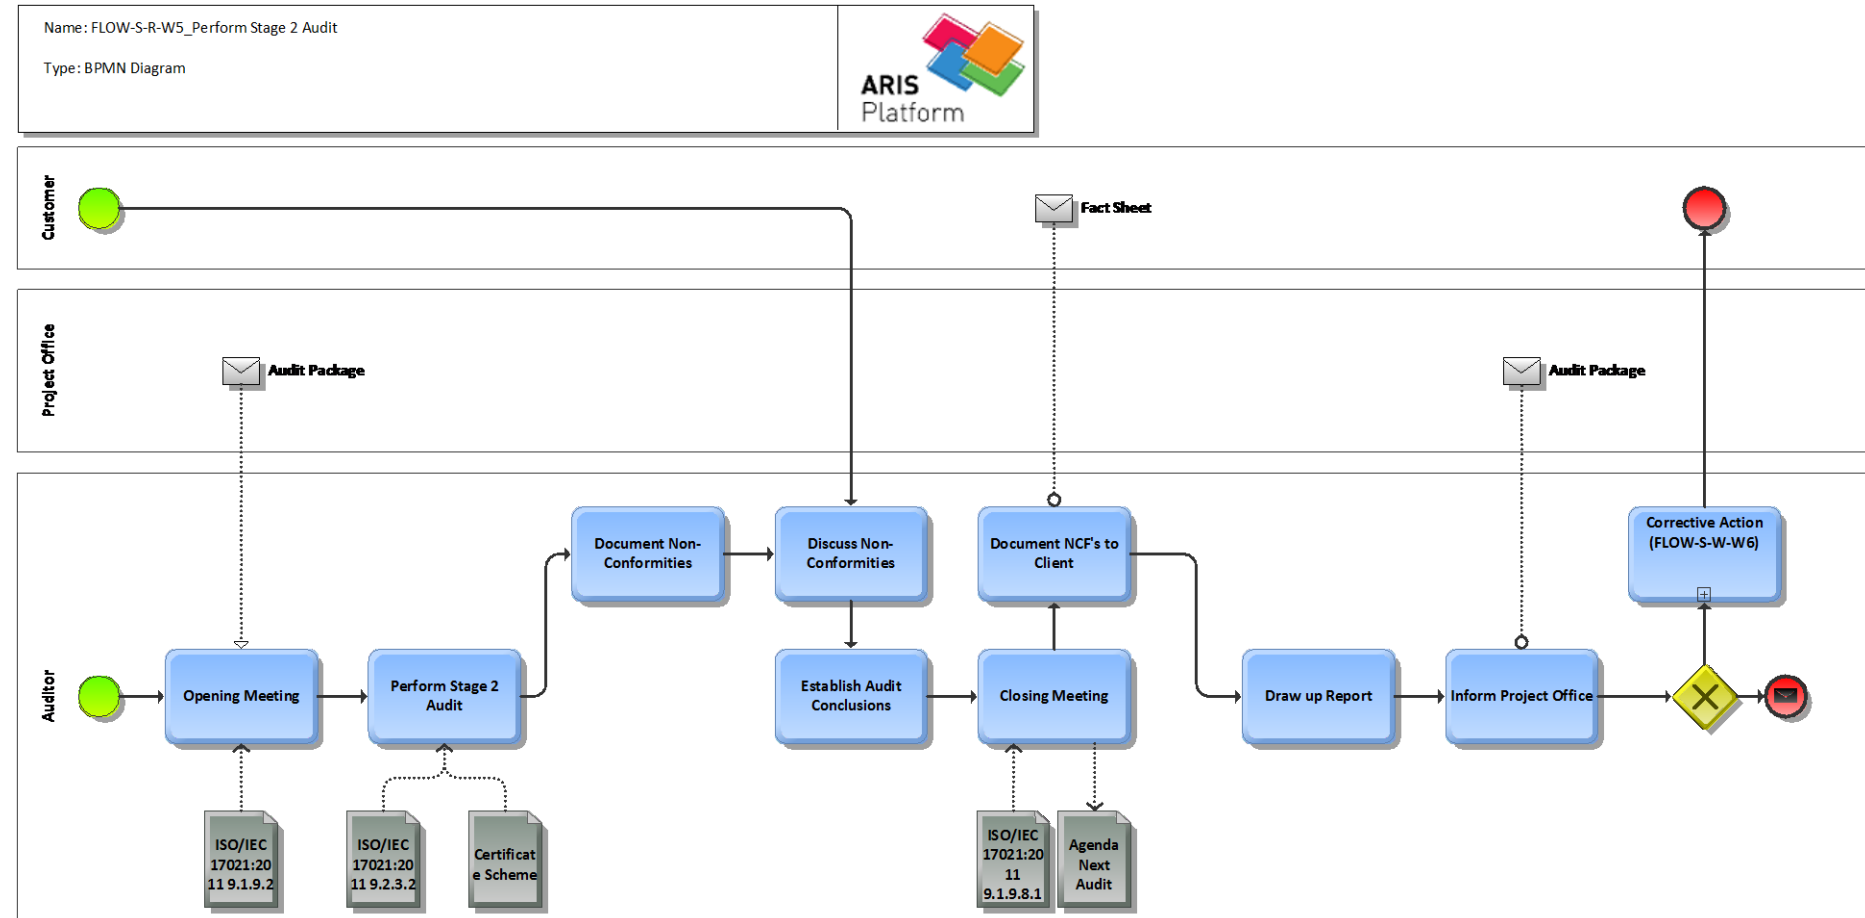 Name: FLOW-S-R-W5_Perform Stage 2 Audit
Type: BPMN Diagram
ARIS
Platform
Customer
Fact Sheet
Project Office
Audit Package
Audit Package
Auditor
Document Non-
Conformities
Discuss Non-
Conformities
Document NCF's to
Client
Corrective Action
(FLOW-S-W-W6)
Opening Meeting
Perform Stage 2
Audit
Establish Audit
Conclusions
Closing Meeting
Draw up Report
Inform Project Office
ISO/IEC
17021:20
11 9.1.9.2
ISO/IEC
17021:20
11 9.2.3.2
Certificat
e Scheme
ISO/IEC
17021:20
11
9.1.9.8.1
Agenda
Next
Audit